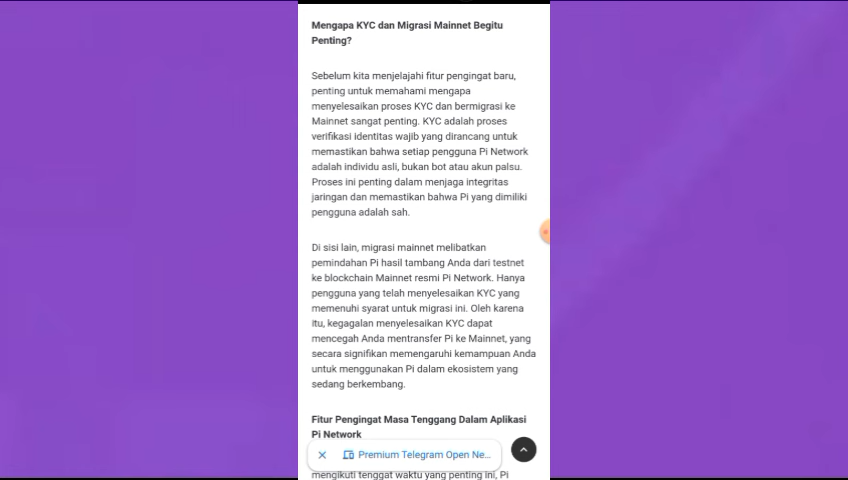 Mengapa KYC dan Migrasi Mainnet Begitu
Penting?
Sebelum kita menjelajahi fitur pengingat baru,
penting untuk memahami mengapa
menyelesaikan proses KYC dan bermigrasi ke
Mainnet sangat penting. KYC adalah proses
verifikasi identitas wajib yang dirancang untuk
memastikan bahwa setiap pengguna Pi Network
adalah individu asli, bukan bot atau akun palsu.
Proses ini penting dalam menjaga integritas
jaringan dan memastikan bahwa Pi yang dimiliki
pengguna adalah sah.
Di sisi lain, migrasi mainnet melibatkan
pemindahan Pi hasil tambang Anda dari testnet
ke blockchain Mainnet resmi Pi Network. Hanya
pengguna yang telah menyelesaikan KYC yang
memenuhi syarat untuk migrasi ini. Oleh karena
itu, kegagalan menyelesaikan KYC dapat
mencegah Anda mentransfer Pi ke Mainnet, yang
secara signifikan memengaruhi kemampuan Anda
untuk menggunakan Pi dalam ekosistem yang
sedang berkembang.
Fitur Pengingat Masa Tenggang Dalam Aplikasi
Pi Network
Premium Telegram Open Ne...
mengikuti tenggat waktu yang penting ini, Pi